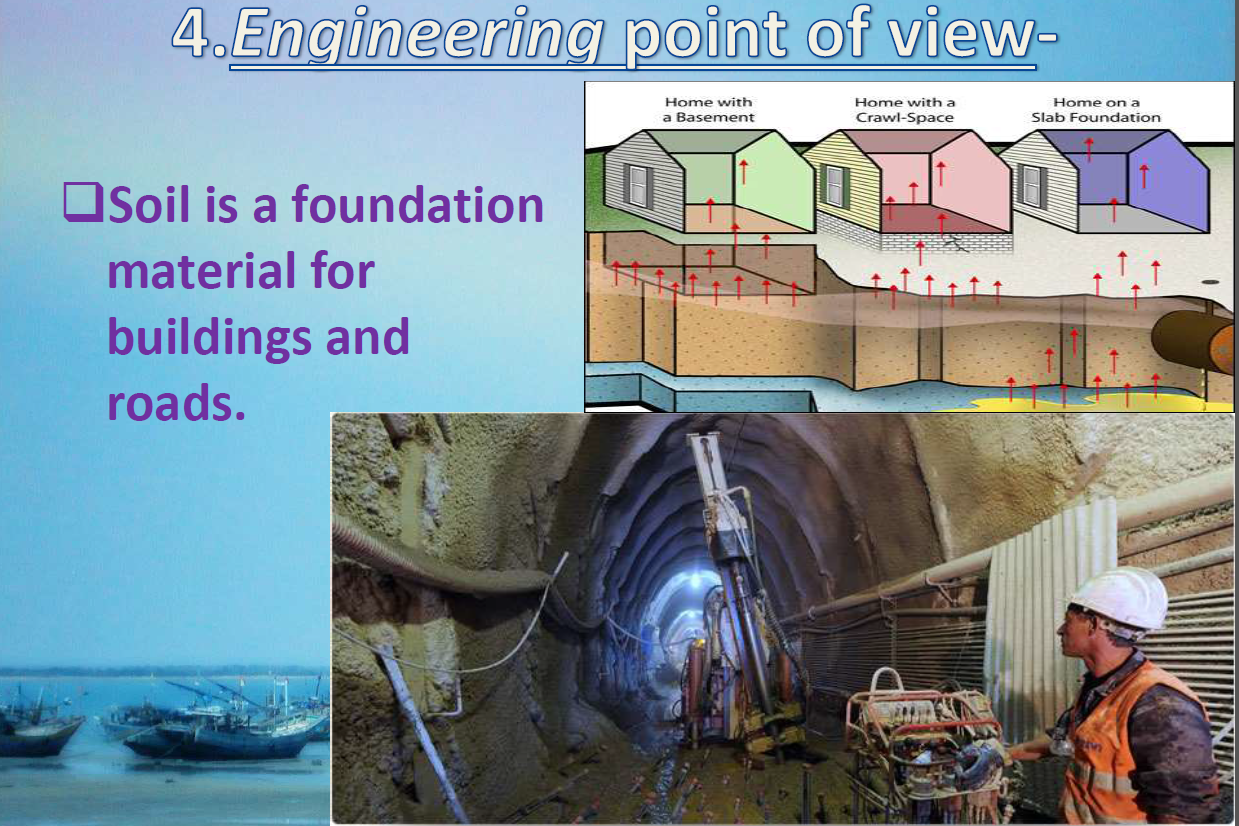 4.Engineering point of view-
❑Soil is a foundation
material for
buildings and
roads.
Home with
a Basement
Home with a
Crawl-Space
Home on a
Slab Foundation